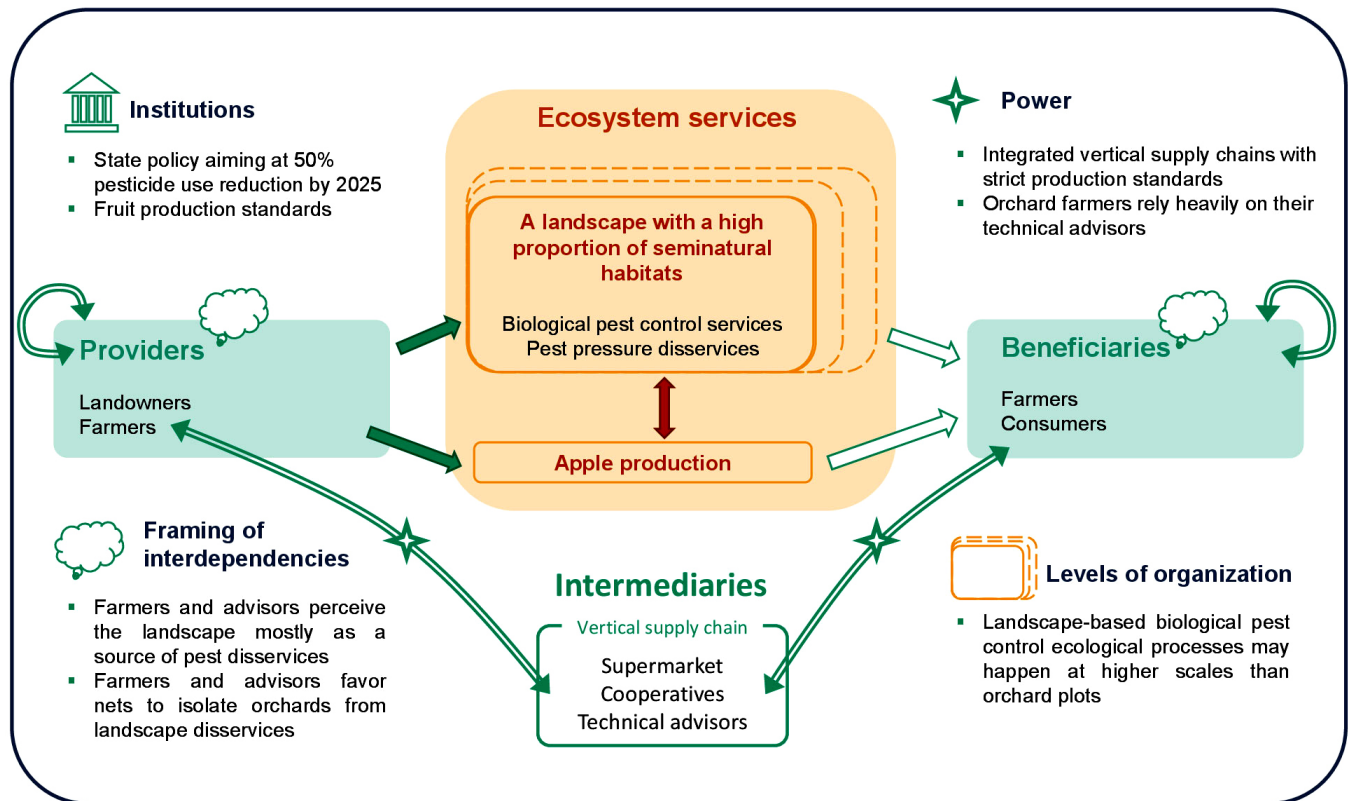 Institutions
▪ State policy aiming at 50%
pesticide use reduction by 2025
▪ Fruit production standards
Ecosystem services
A landscape with a high
proportion of seminatural
habitats
Biological pest control services
Pest pressure disservices
Apple production
Power
▪ Integrated vertical supply chains with
strict production standards
▪ Orchard farmers rely heavily on their
technical advisors
Providers
Landowners
Farmers
Beneficiaries
Farmers
Consumers
Framing of
interdependencies
▪ Farmers and advisors perceive
the landscape mostly as a
source of pest disservices
▪ Farmers and advisors favor
nets to isolate orchards from
landscape disservices
Intermediaries
Vertical supply chain
Supermarket
Cooperatives
Technical advisors
Levels of organization
▪ Landscape-based biological pest
control ecological processes may
happen at higher scales than
orchard plots